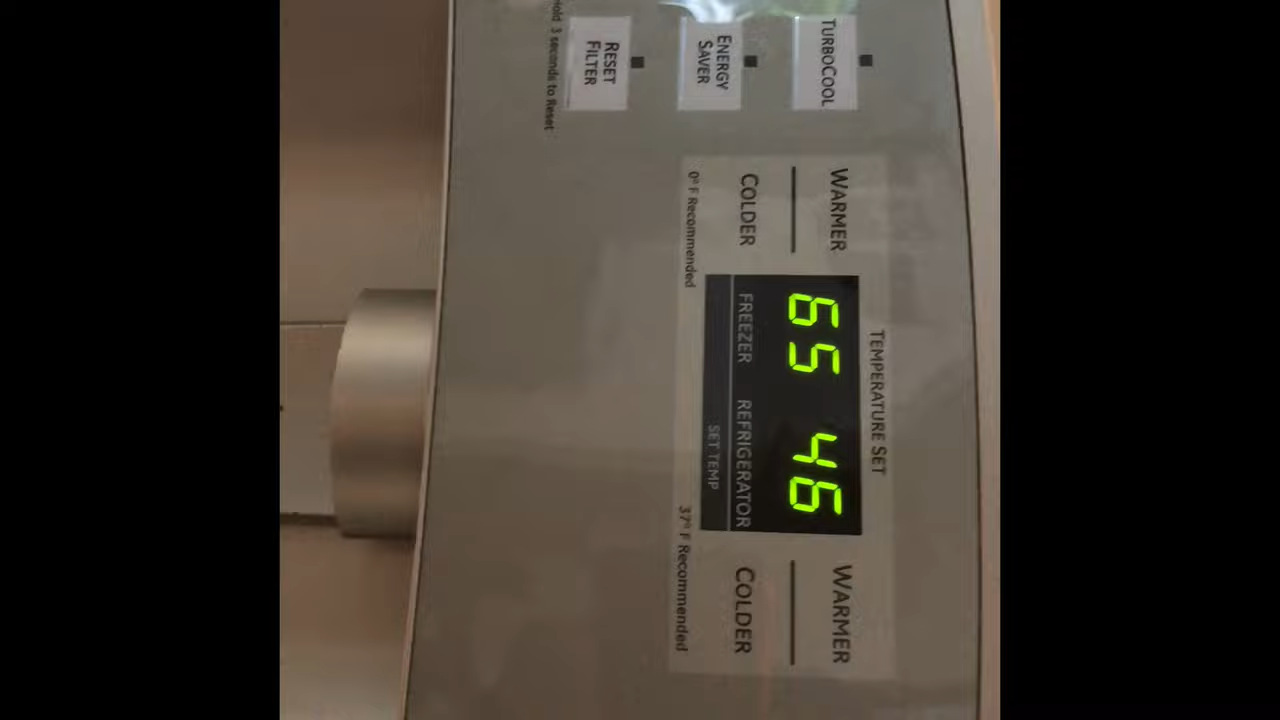 TURBOCOOL
ENERGY
SAVER
RESET
FILTER
3 seconds to Reset
TEMPERATURE SET
WARMER
COLDER
0° F Recommended
65 46
FREEZER REFRIGERATOR
SET TEMP
WARMER
COLDER
37° F Recommended